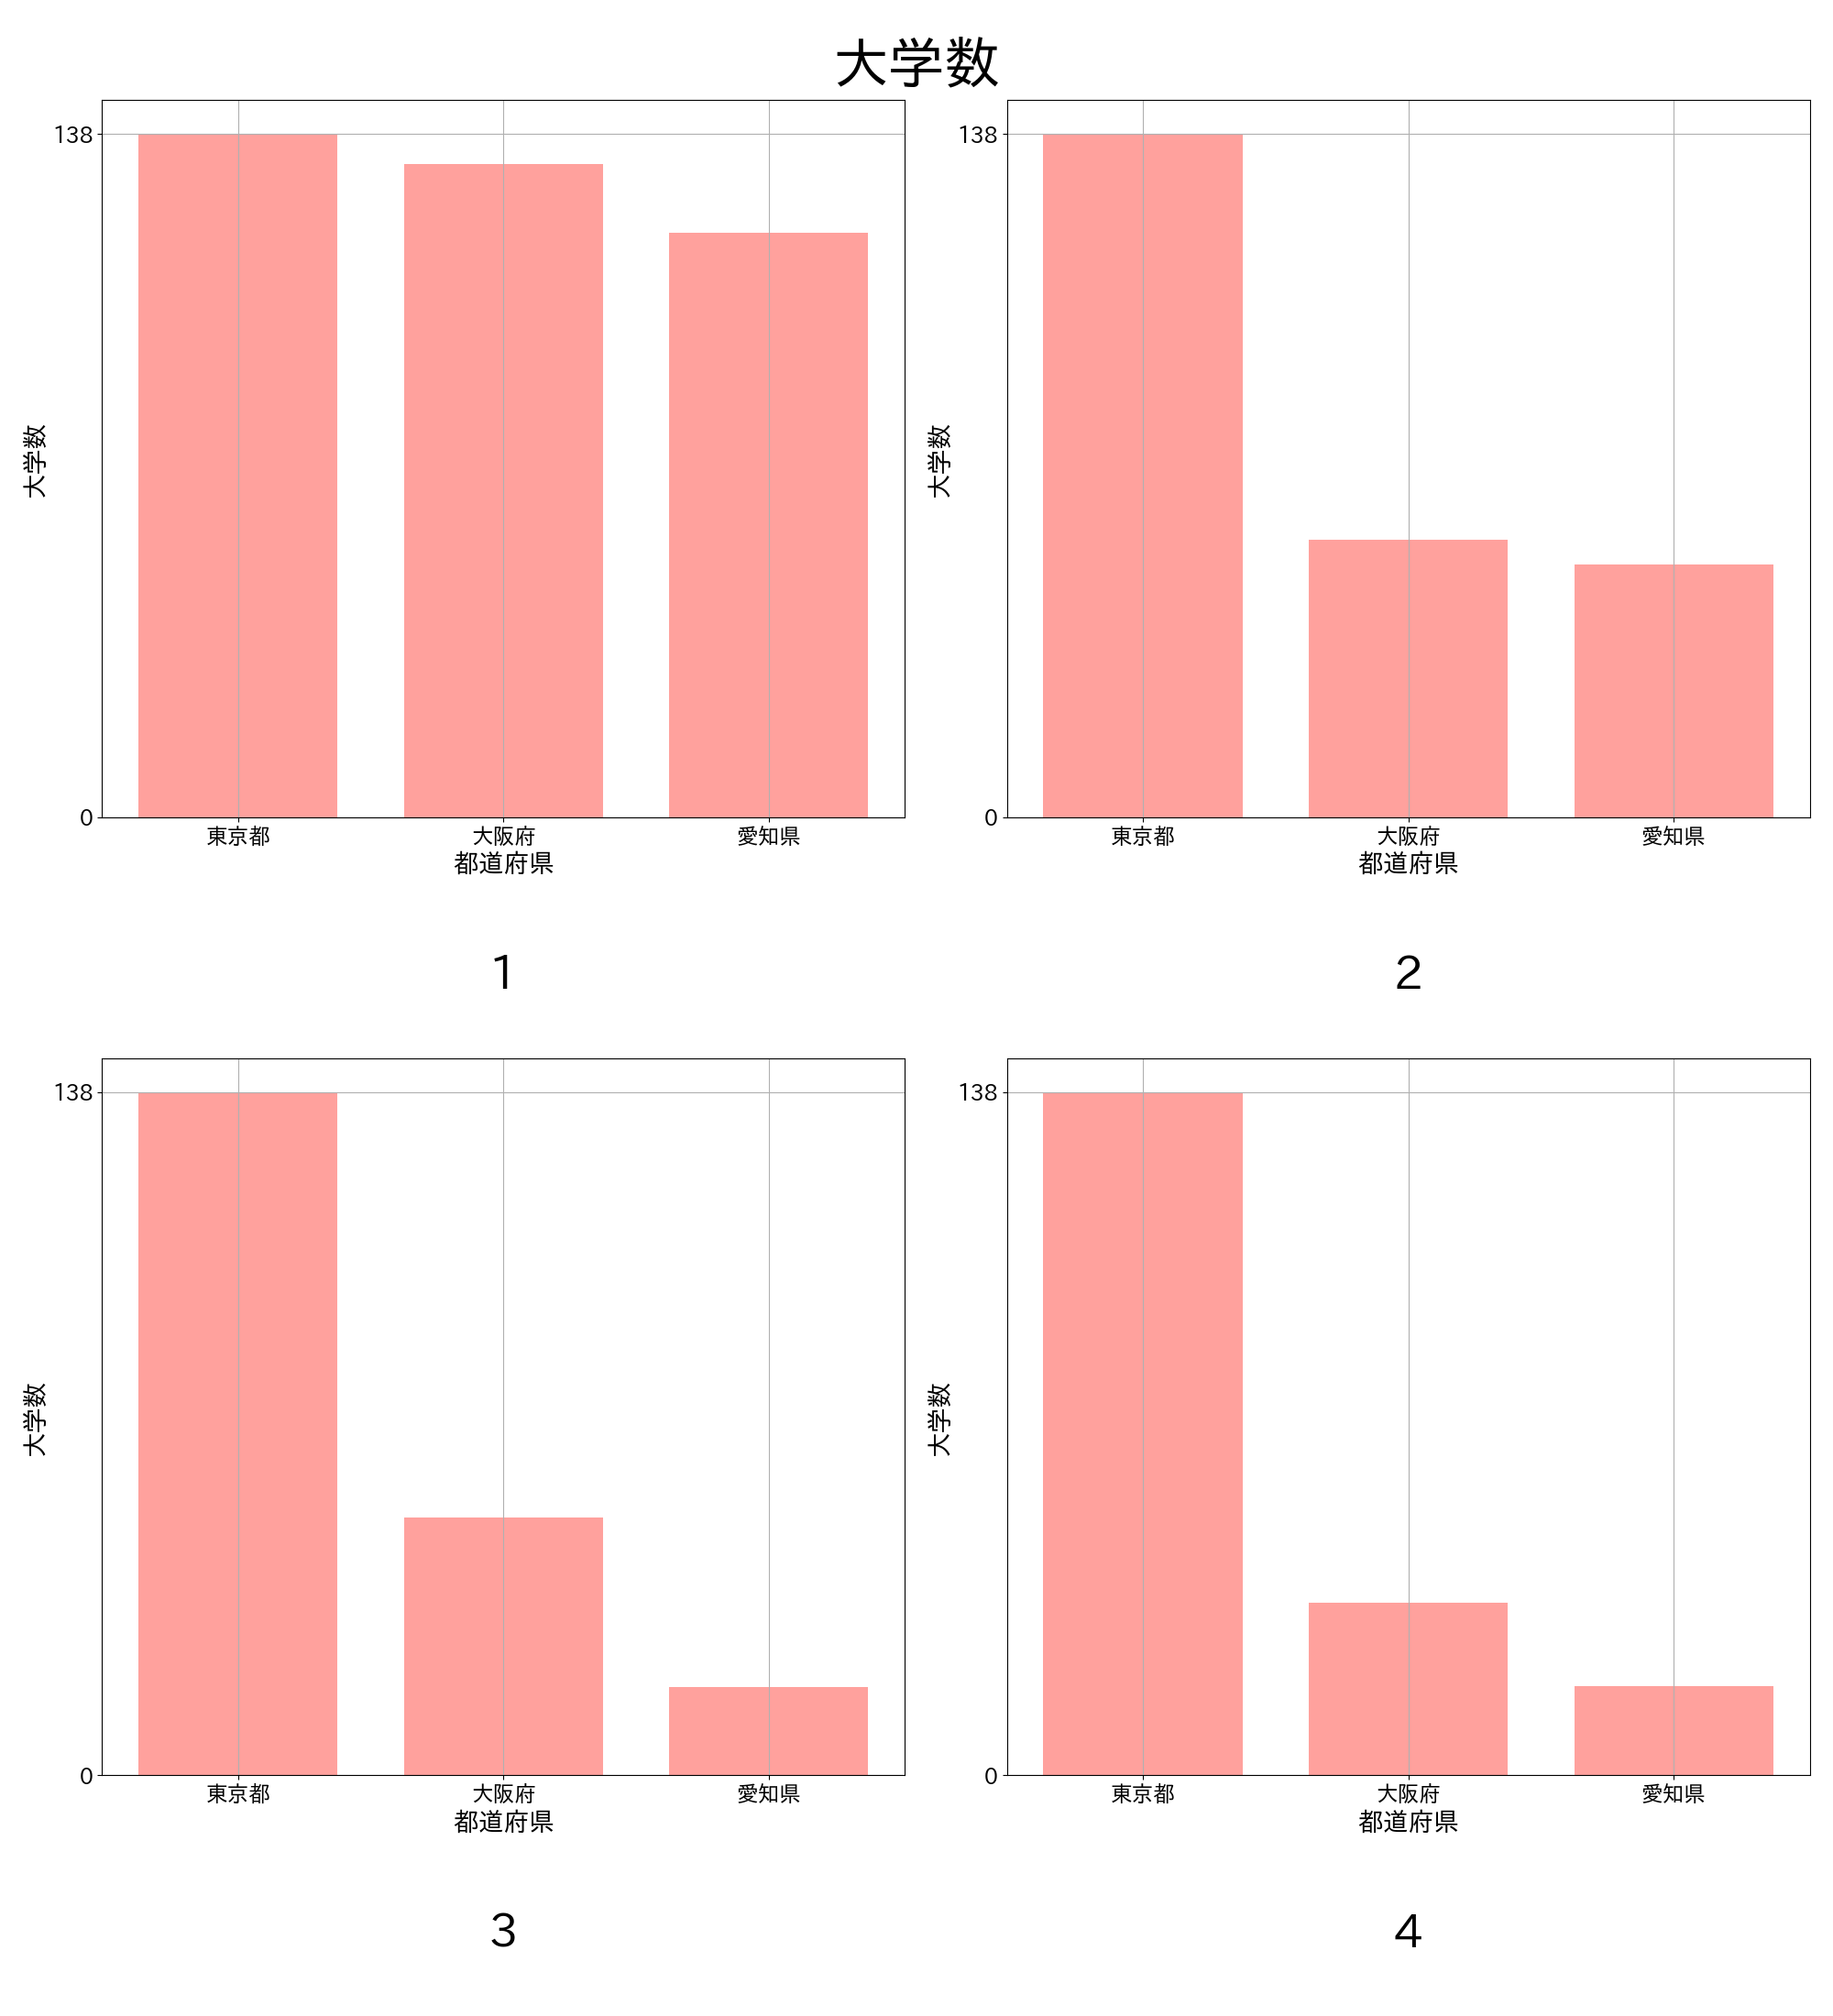 大学数
138
0
大学数
東京都 大阪府 愛知県
都道府県
1
138
0
大学数
東京都 大阪府 愛知県
都道府県
2
138
0
大学数
東京都 大阪府 愛知県
都道府県
3
138
0
大学数
東京都 大阪府 愛知県
都道府県
4